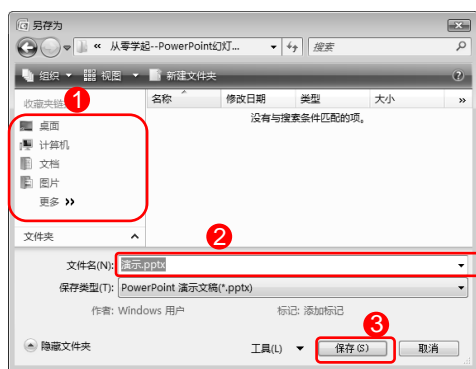 另存为
« 从零学起--PowerPoint幻灯... 搜索
组织 视图 新建文件夹
收藏夹链 名称 修改日期 类型 大小 »
1
没有与搜索条件匹配的项。
桌面
计算机
文档
图片
更多 »
文件夹
2
文件名(N): 演示.pptx
保存类型(T): PowerPoint 演示文稿(*.pptx)
作者: Windows 用户 标记: 添加标记
3
隐藏文件夹 工具(L) 保存(S) 取消